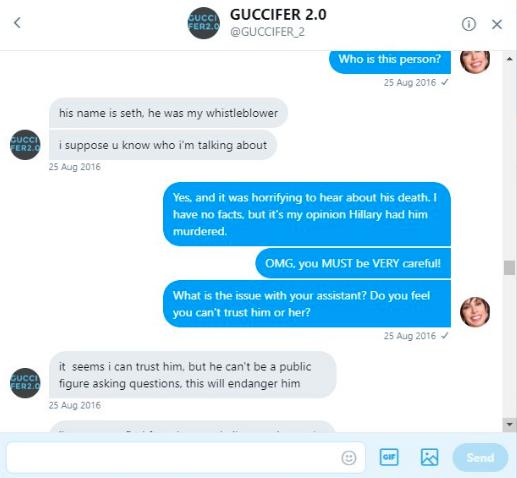 GUCCI
FER2.0
GUCCIFER 2.0
@GUCCIFER_2
Who is this person?
25 Aug 2016
his name is seth, he was my whistleblower
i suppose u know who i'm talking about
GUCCI
FER2.0
25 Aug 2016
Yes, and it was horrifying to hear about his death. I
have no facts, but it's my opinion Hillary had him
murdered.
OMG, you MUST be VERY careful!
What is the issue with your assistant? Do you feel
you can't trust him or her?
25 Aug 2016
it seems i can trust him, but he can't be a public
figure asking questions, this will endanger him
GUCCI
FER2.0
25 Aug 2016
GIF
Send